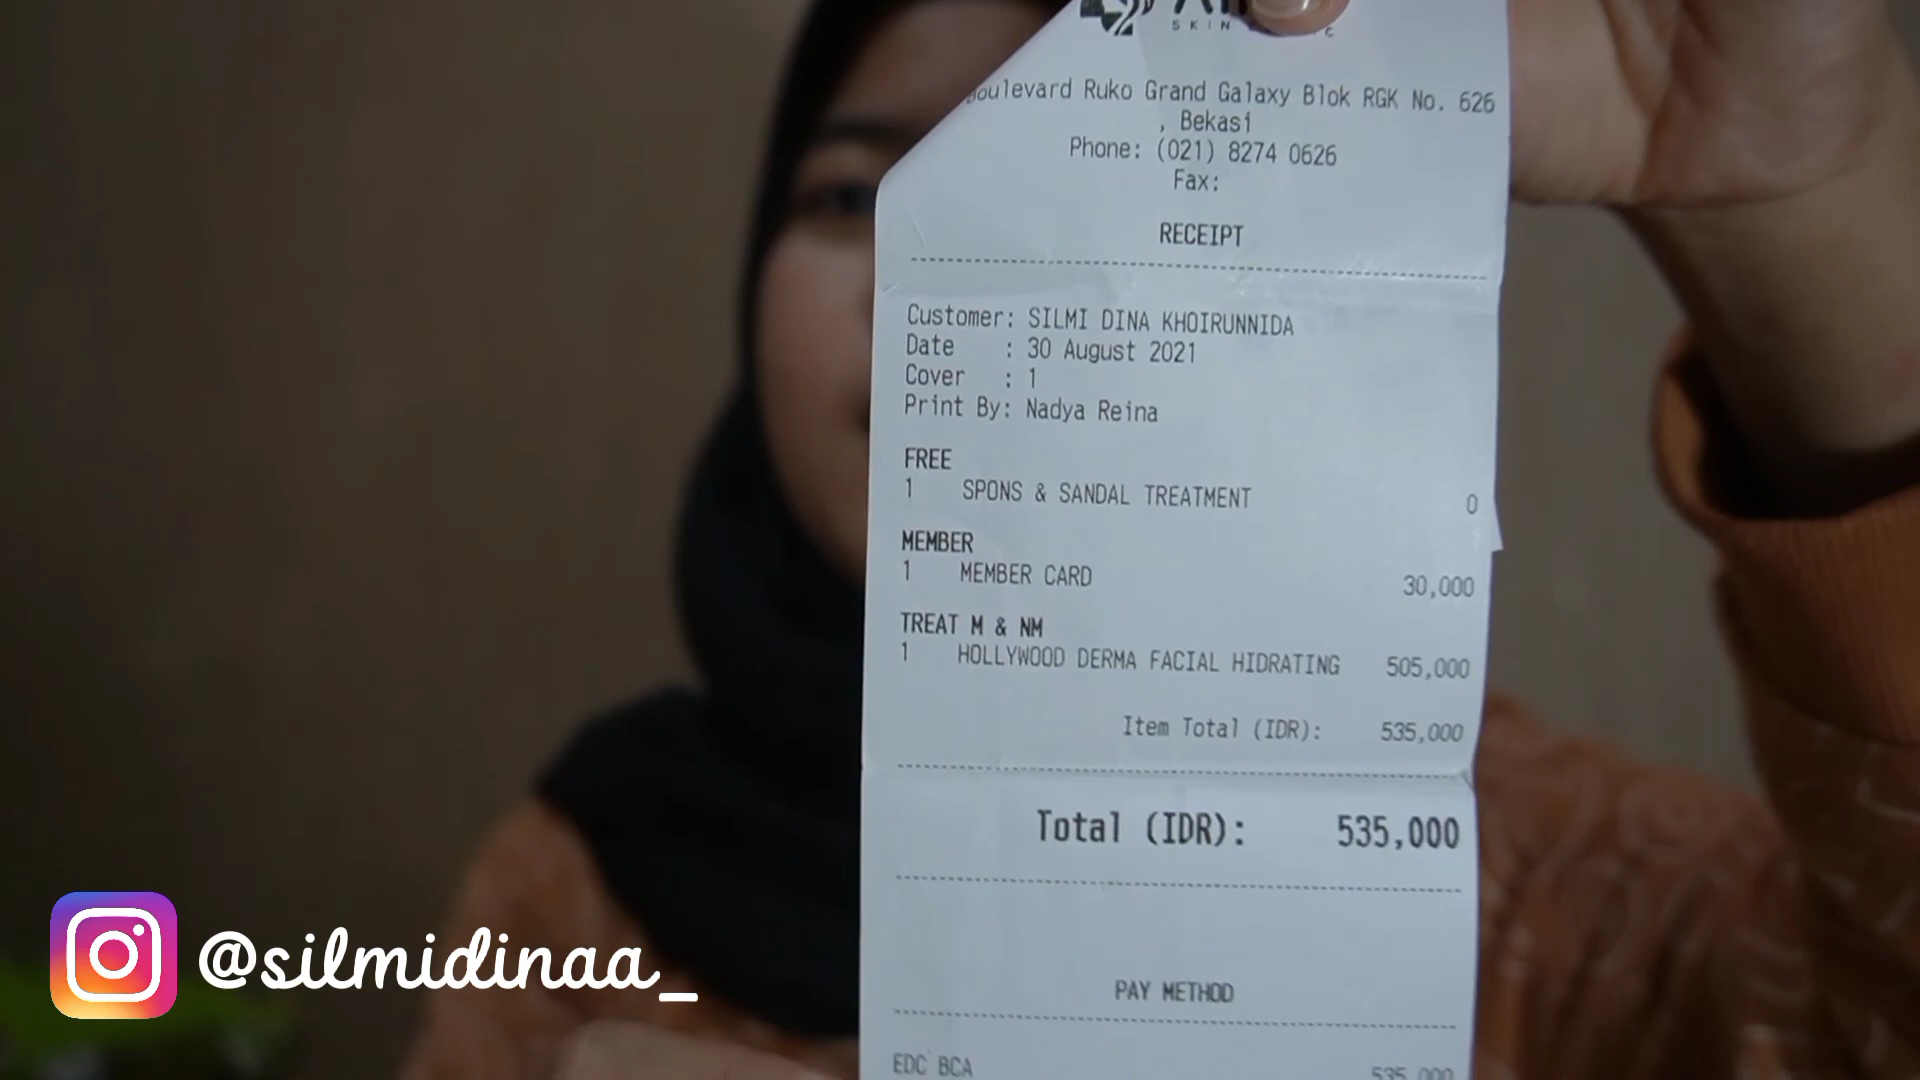 SKIN
Boulevard Ruko Grand Galaxy Blok RGK No. 626
, Bekasi
Phone: (021) 8274 0626
Fax:
RECEIPT
Customer: SILMI DINA KHOIRUNNIDA
Date : 30 August 2021
Cover : 1
Print By: Nadya Reina
FREE
1 SPONS & SANDAL TREATMENT 0
MEMBER
1 MEMBER CARD 30,000
TREAT M & NM
1 HOLLYWOOD DERMA FACIAL HIDRATING 505,000
Item Total (IDR): 535,000
Total (IDR): 535,000
PAY METHOD
EDC BCA 535,000
@silmidinaa_